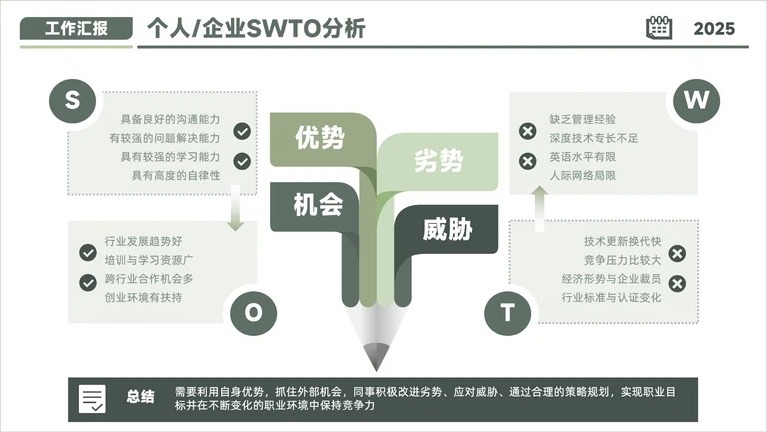 工作汇报
个人/企业SWTO分析
2025
S
具备良好的沟通能力
有较强的问题解决能力
具有较强的学习能力
具有高度的自律性
优势
劣势
机会
威胁
W
缺乏管理经验
深度技术专长不足
英语水平有限
人际网络局限
行业发展趋势好
培训与学习资源广
跨行业合作机会多
创业环境有扶持
O
技术更新换代快
竞争压力比较大
经济形势与企业裁员
行业标准与认证变化
T
总结
需要利用自身优势，抓住外部机会，同事积极改进劣势、应对威胁、通过合理的策略规划，实现职业目
标并在不断变化的职业环境中保持竞争力